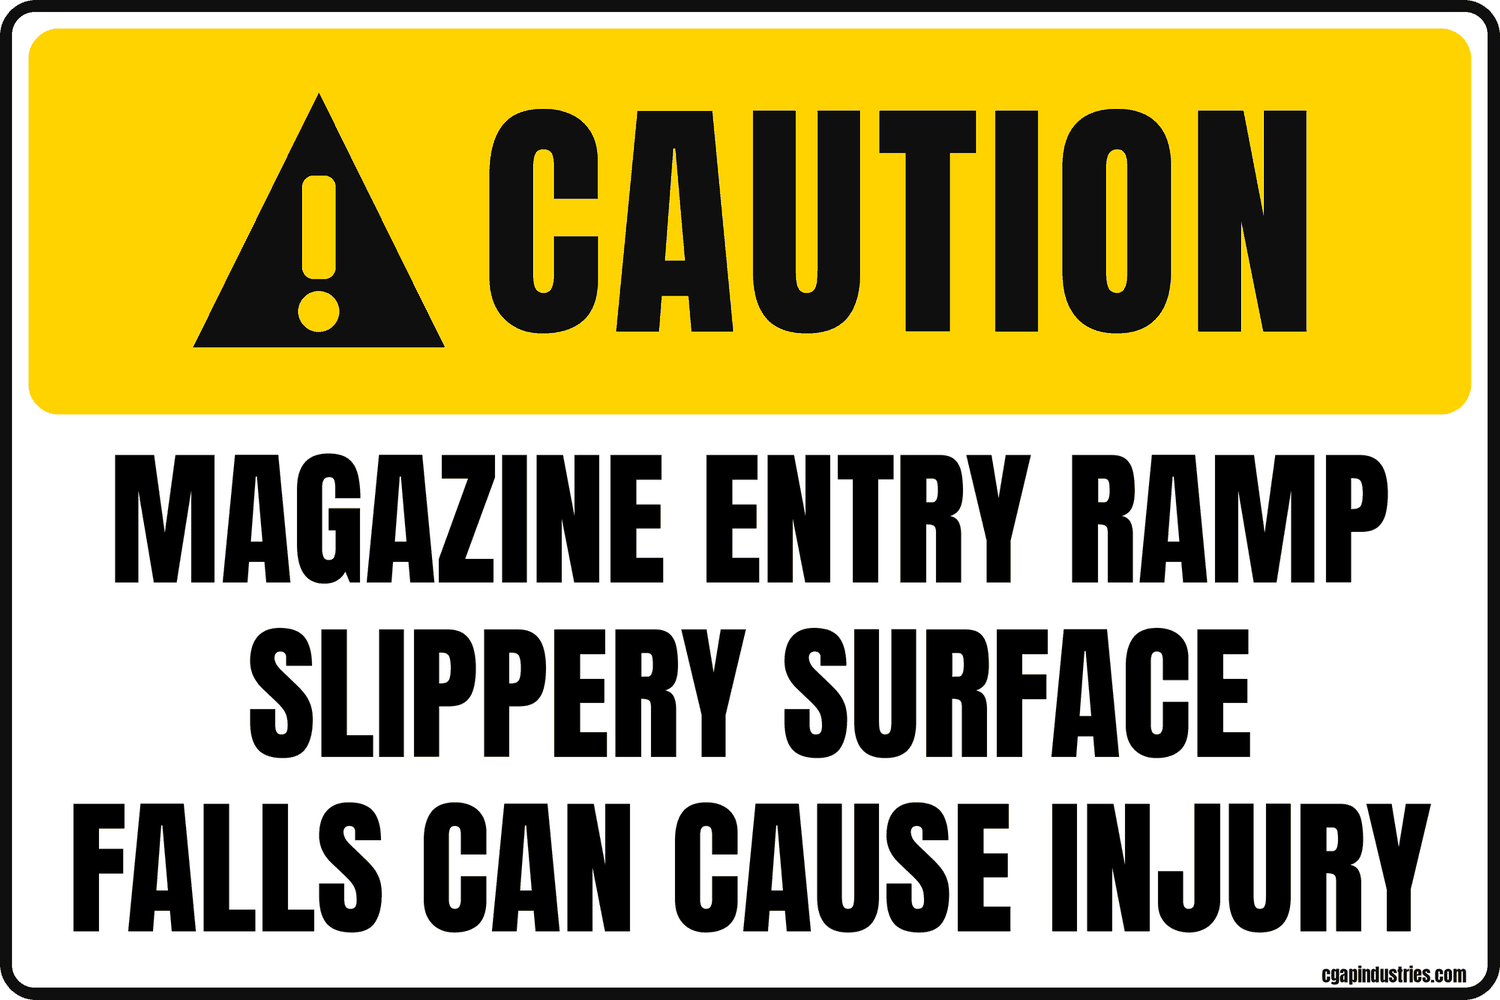 CAUTION
MAGAZINE ENTRY RAMP
SLIPPERY SURFACE
FALLS CAN CAUSE INJURY
cgapindustries.com